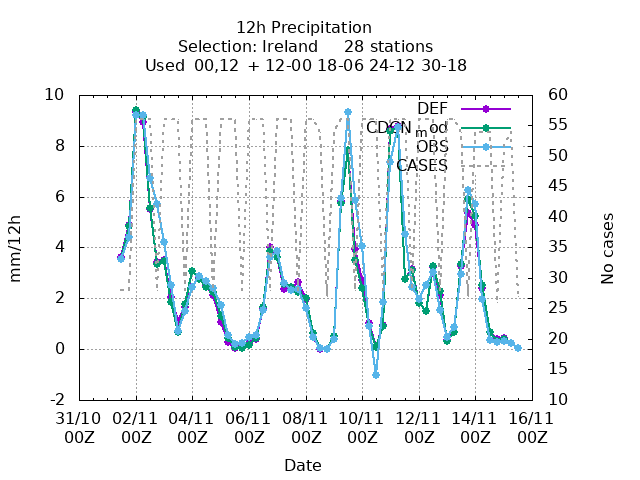 12h Precipitation
Selection: Ireland     28 stations
Used  00,12  + 12-00 18-06 24-12 30-18
DEF
CDCN_mod
OBS
CASES
10
8
6
4
2
0
-2
mm/12h
60
55
50
45
40
35
30
25
20
15
10
No cases
31/10 02/11 04/11 06/11 08/11 10/11 12/11 14/11 16/11
00Z 00Z 00Z 00Z 00Z 00Z 00Z 00Z 00Z
Date